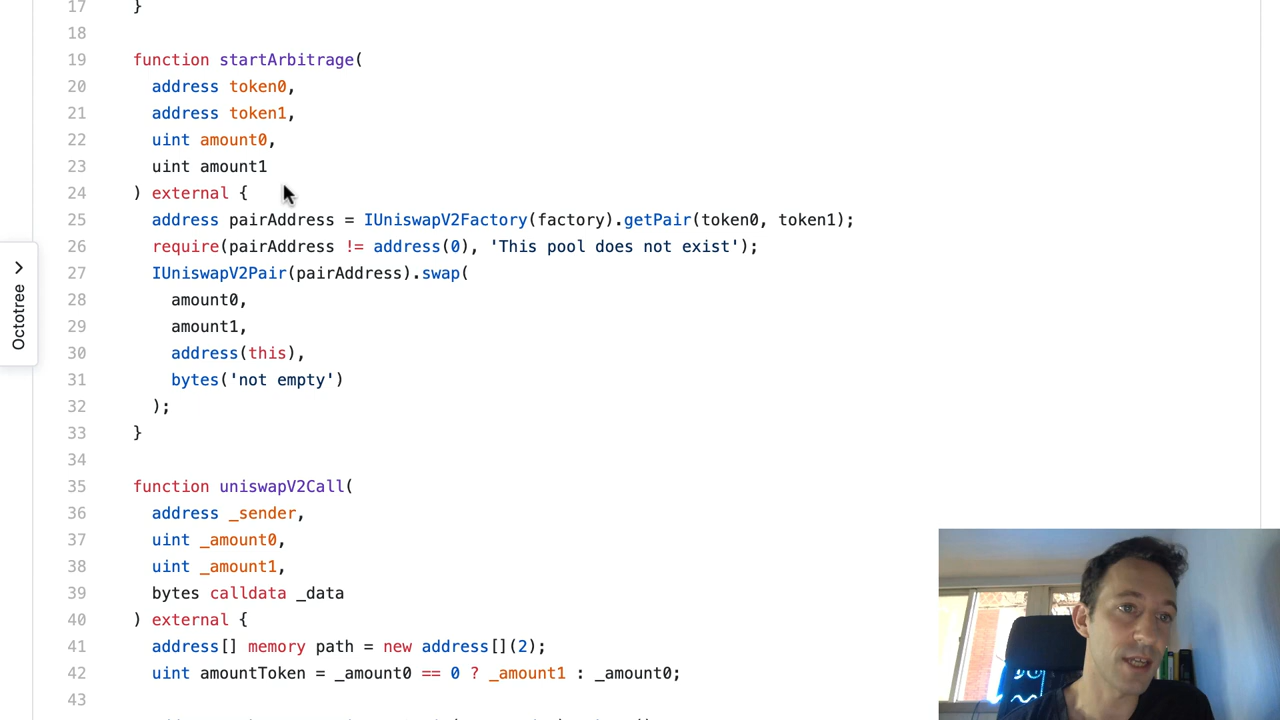 17 }
18
19 function startArbitrage(
20 address token0,
21 address token1,
22 uint amount0,
23 uint amount1
24 ) external {
25 address pairAddress = IUniswapV2Factory(factory).getPair(token0, token1);
26 require(pairAddress != address(0), 'This pool does not exist');
27 IUniswapV2Pair(pairAddress).swap(
28 amount0,
29 amount1,
30 address(this),
31 bytes('not empty')
32 );
33 }
34
35 function uniswapV2Call(
36 address _sender,
37 uint _amount0,
38 uint _amount1,
39 bytes calldata _data
40 ) external {
41 address[] memory path = new address[](2);
42 uint amountToken = _amount0 == 0 ? _amount1 : _amount0;
43
Octotree